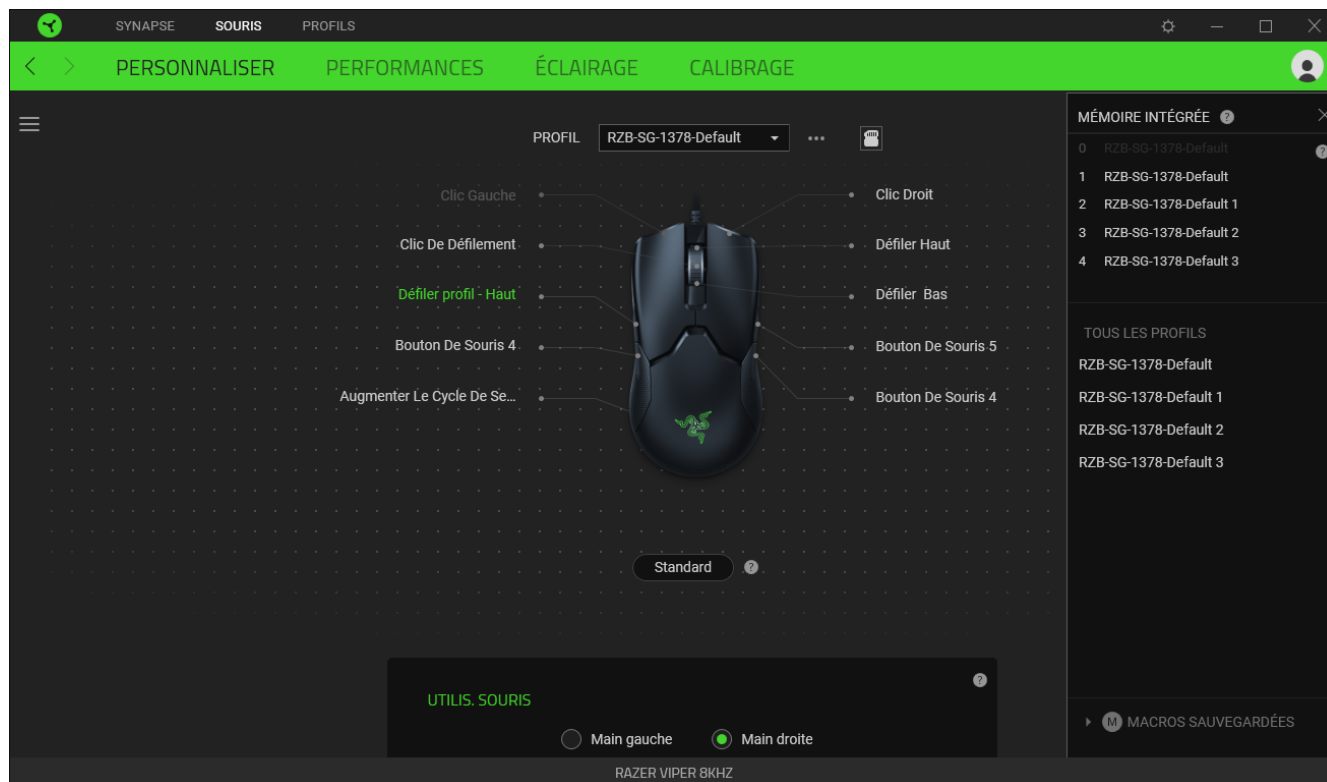 SYNAPSE SOURIS PROFILS
PERSONNALISER PERFORMANCES ÉCLAIRAGE CALIBRAGE
PROFIL RZB-SG-1378-Default
Clic Gauche
Clic De Défilement
Défiler profil - Haut
Bouton De Souris 4
Augmenter Le Cycle De Se...
Clic Droit
Défiler Haut
Défiler Bas
Bouton De Souris 5
Bouton De Souris 4
Standard ?
?
UTILIS. SOURIS
Main gauche Main droite
MÉMOIRE INTÉGRÉE ?
0 RZB-SG-1378-Default ?
1 RZB-SG-1378-Default
2 RZB-SG-1378-Default 1
3 RZB-SG-1378-Default 2
4 RZB-SG-1378-Default 3
TOUS LES PROFILS
RZB-SG-1378-Default
RZB-SG-1378-Default 1
RZB-SG-1378-Default 2
RZB-SG-1378-Default 3
M MACROS SAUVEGARDÉES
RAZER VIPER 8KHZ